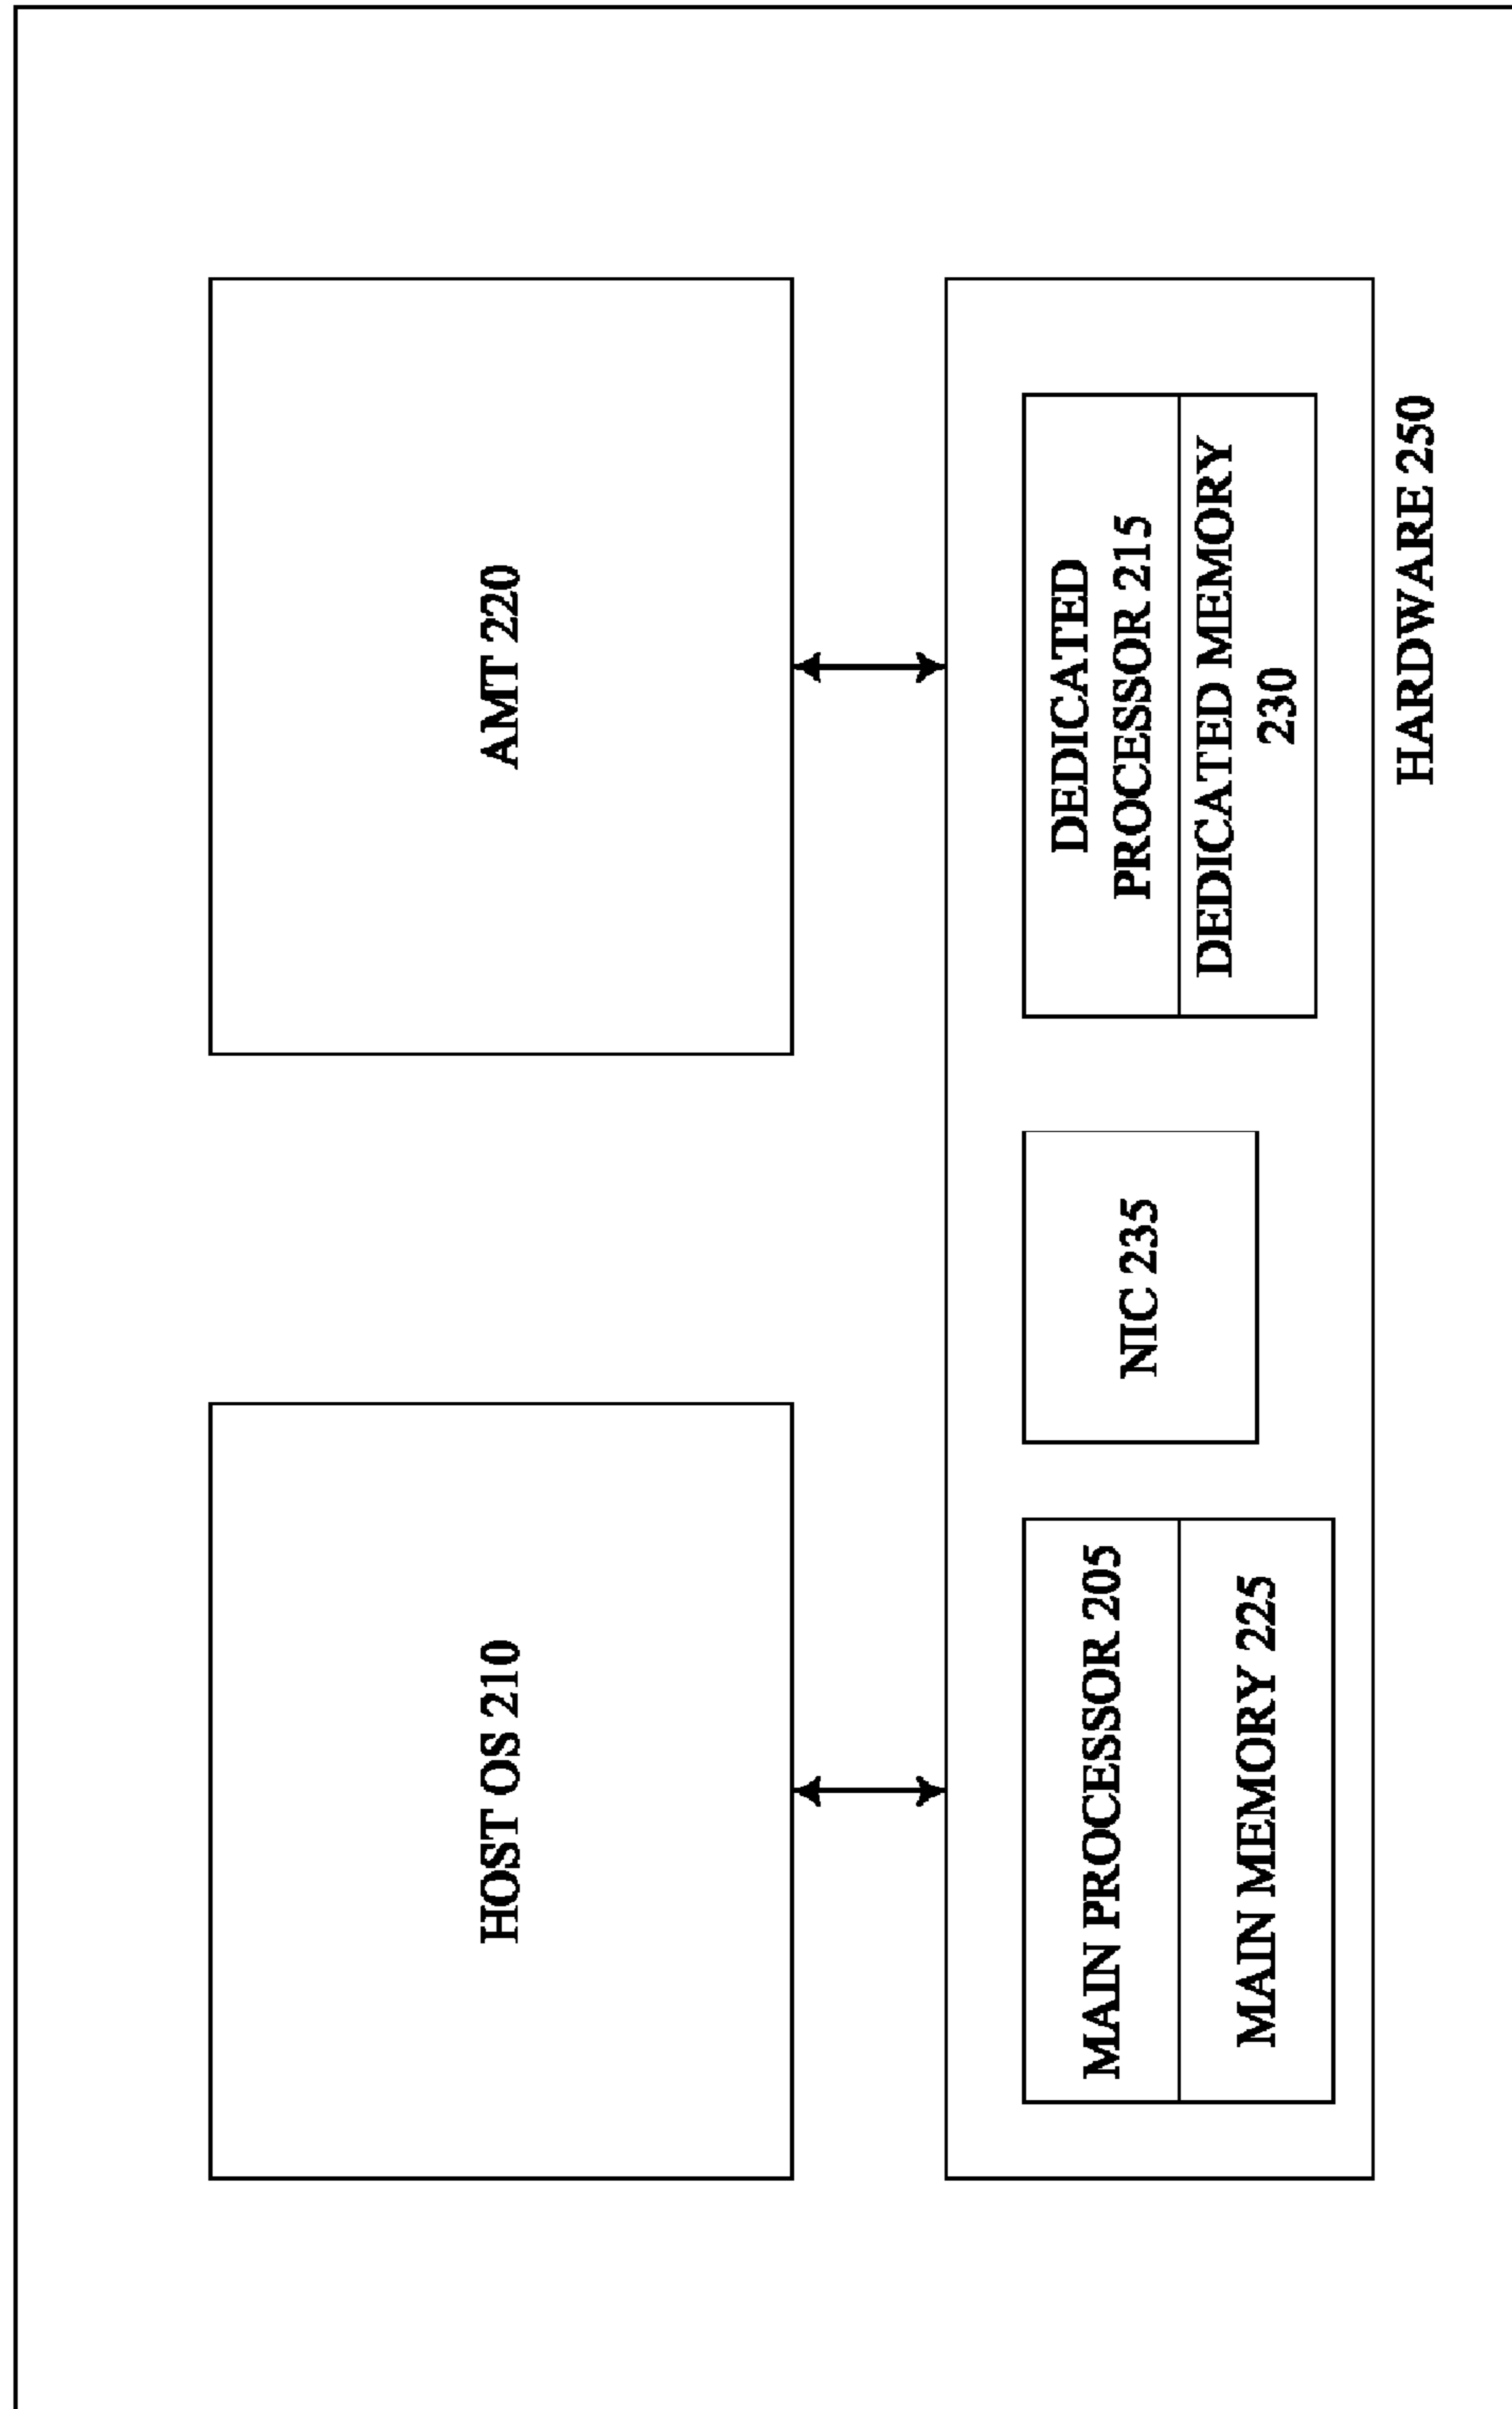 HOST OS 210
AMT 220
MAIN PROCESSOR 205
MAIN MEMORY 225
NIC 235
DEDICATED
PROCESSOR 215
DEDICATED MEMORY
230
HARDWARE 250